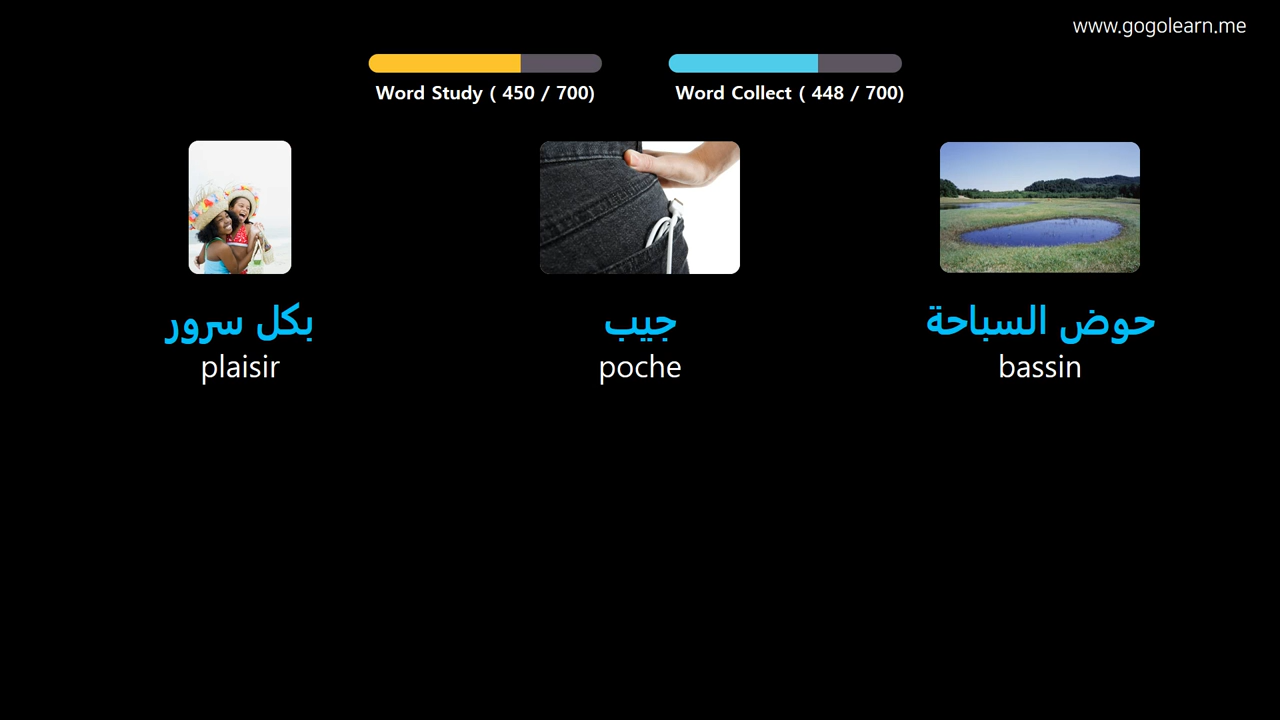 www.gogolearn.me
Word Study ( 450 / 700)
Word Collect ( 448 / 700)
بكل سرور
plaisir
جيب
poche
حوض السباحة
bassin